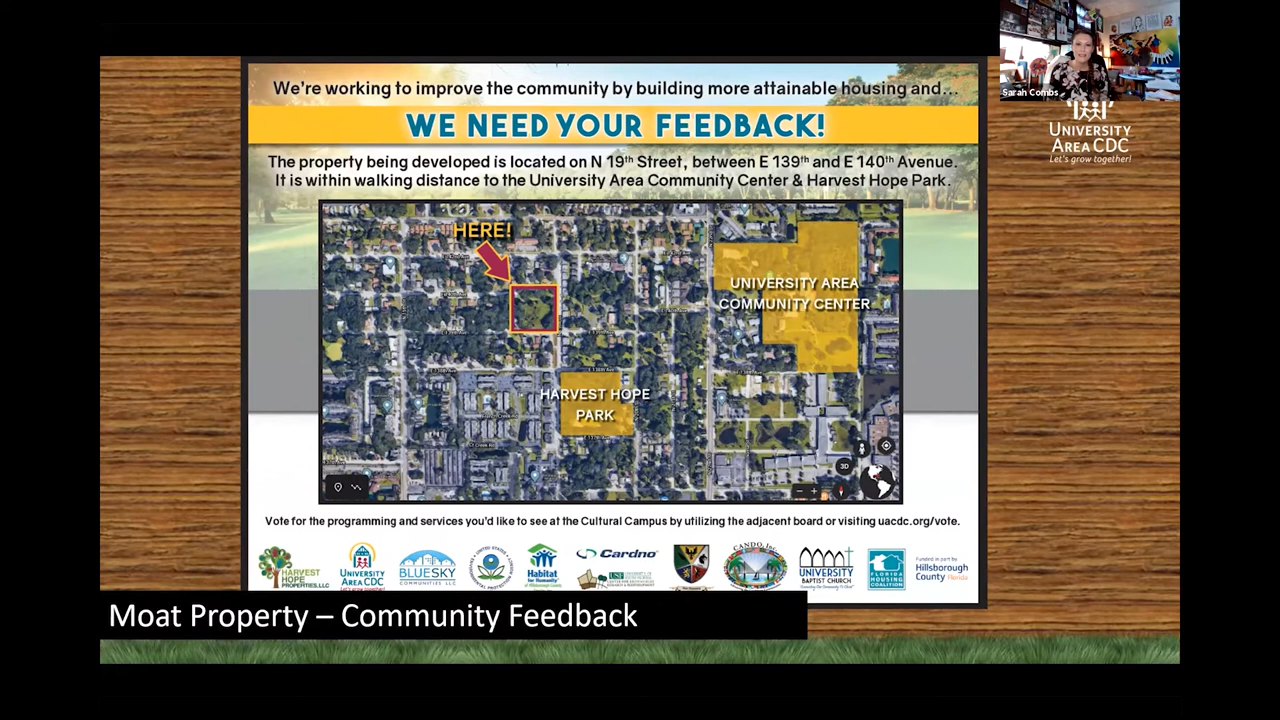 Sarah Combs
UNIVERSITY
AREA CDC
Let's grow together!
We're working to improve the community by building more attainable housing and...
WE NEED YOUR FEEDBACK!
The property being developed is located on N 19th Street, between E 139th and E 140th Avenue.
It is within walking distance to the University Area Community Center & Harvest Hope Park.
HERE!
UNIVERSITY AREA
COMMUNITY CENTER
HARVEST HOPE
PARK
3D
Vote for the programming and services you'd like to see at the Cultural Campus by utilizing the adjacent board or visiting uacdc.org/vote.
HARVEST
HOPE
PROPERTIES, LLC
UNIVERSITY
AREA CDC
Let's grow together!
BLUESKY
COMMUNITIES LLC
Habitat
for Humanity
Cardno
CANDO, Inc.
UNIVERSITY
BAPTIST CHURCH
FLORIDA
HOUSING
COALITION
Funded in part by
Hillsborough
County Florida
Moat Property – Community Feedback